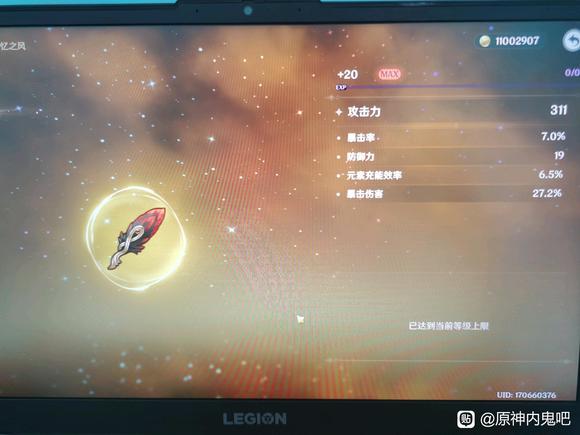 忆之风
11002907
+20 MAX
0/0
EXP
攻击力 311
暴击率 7.0%
防御力 19
元素充能效率 6.5%
暴击伤害 27.2%
已达到当前等级上限
UID: 170660376
LEGION
贴 @原神内鬼吧